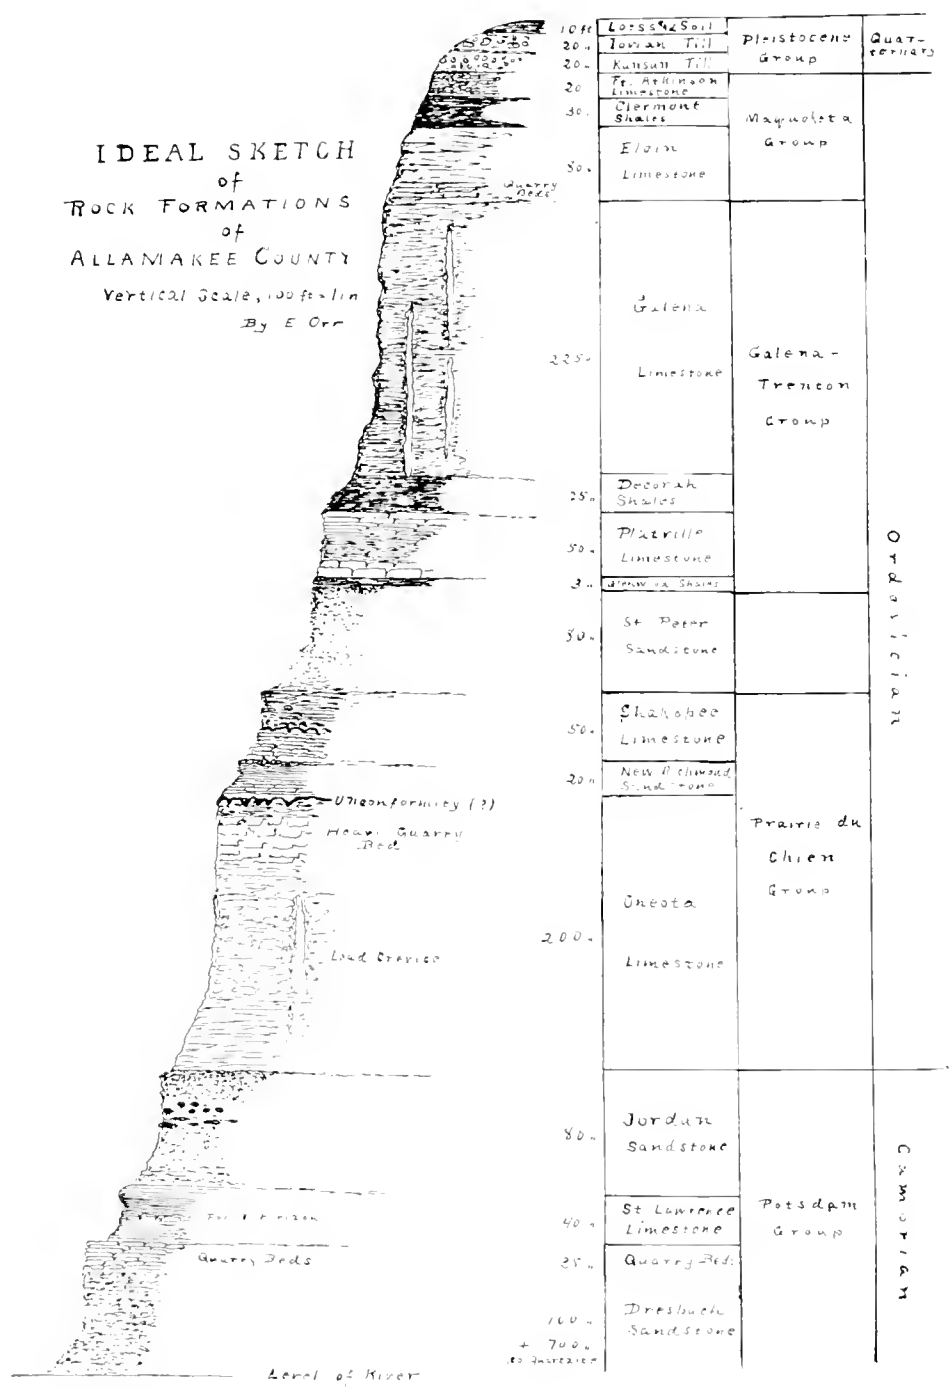 IDEAL SKETCH
of
ROCK FORMATIONS
of
ALLAMAKEE COUNTY
Vertical Scale, 100 ft = 1 in
By E Orr
10 ft Loess & Soil
20 " Iowan Till
20 " Kansan Till
Pleistocene
Group
Quar-
ternary
20 Ft. Atkinson
Limestone
30 " Clermont
Shales
80 " Elgin
Limestone
Quarry
Beds
Maquoketa
Group
225 " Galena
Limestone
25 " Decorah
Shales
50 " Platville
Limestone
3 " Shales
Galena-
Trenton
Group
80 " St Peter
Sandstone
50 " Shakopee
Limestone
20 " New Richmond
Sandstone
Unconformity (?)
Heavy Quarry
Bed
Lead Crevice
200 " Oneota
Limestone
Prairie du
Chien
Group
Ordovician
80 " Jordan
Sandstone
40 " St Lawrence
Limestone
Quarry Beds
25 " Quarry Beds
100 " Dresbach
Sandstone
+ 700 "
to
Potsdam
Group
Cambrian
Level of River